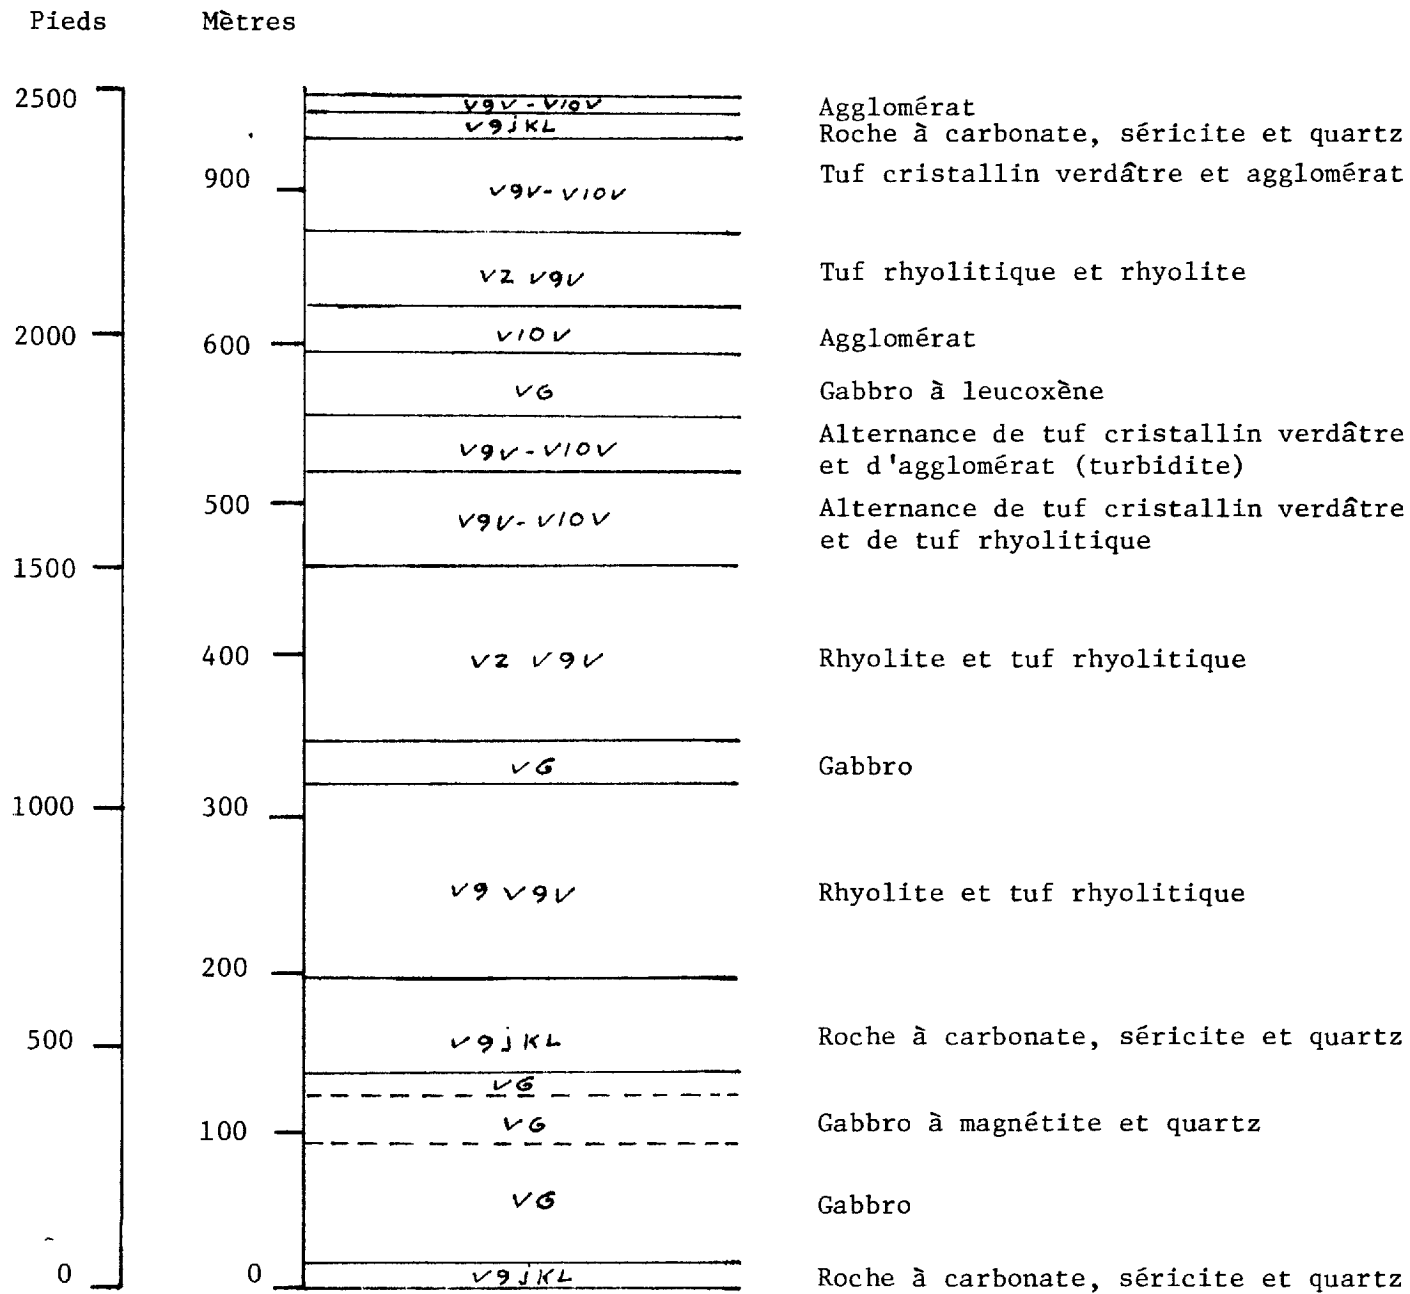 Pieds Mètres
2500 V9V-V10V Agglomérat
V9jKL Roche à carbonate, séricite et quartz
900 V9V-V10V Tuf cristallin verdâtre et agglomérat
V2 V9V Tuf rhyolitique et rhyolite
2000 600 V10V Agglomérat
VG Gabbro à leucoxène
V9V-V10V Alternance de tuf cristallin verdâtre
et d'agglomérat (turbidite)
500 V9V-V10V Alternance de tuf cristallin verdâtre
et de tuf rhyolitique
1500
400 V2 V9V Rhyolite et tuf rhyolitique
VG Gabbro
1000 300
V9 V9V Rhyolite et tuf rhyolitique
200
500 V9jKL Roche à carbonate, séricite et quartz
VG
100 VG Gabbro à magnétite et quartz
VG Gabbro
0 0 V9jKL Roche à carbonate, séricite et quartz